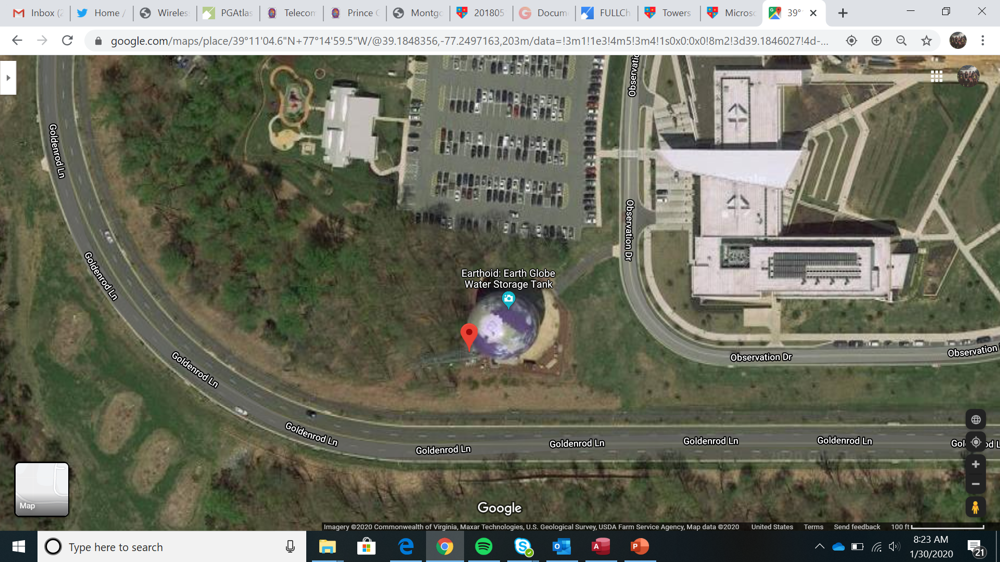 Inbox (2
Home /
Wireles
PGAtlas
Telecom
Prince G
Montgo
201805
Docum
FULLCh
Towers
Microso
39°
google.com/maps/place/39°11'04.6"N+77°14'59.5"W/@39.1848356,-77.2497163,203m/data=!3m1!1e3!4m5!3m4!1s0x0:0x0!8m2!3d39.1846027!4d-...
Observatio
Goldenrod Ln
Observation Dr
Goldenrod Ln
Earthoid: Earth Globe
Water Storage Tank
Goldenrod Ln
Observation Dr
Observation
Goldenrod Ln
Goldenrod Ln
Goldenrod Ln
Goldenrod Ln
Goldenrod Ln
Map
Google
Imagery ©2020 Commonwealth of Virginia, Maxar Technologies, U.S. Geological Survey, USDA Farm Service Agency, Map data ©2020
United States
Terms
Send feedback
100 ft
Type here to search
8:23 AM
1/30/2020
21